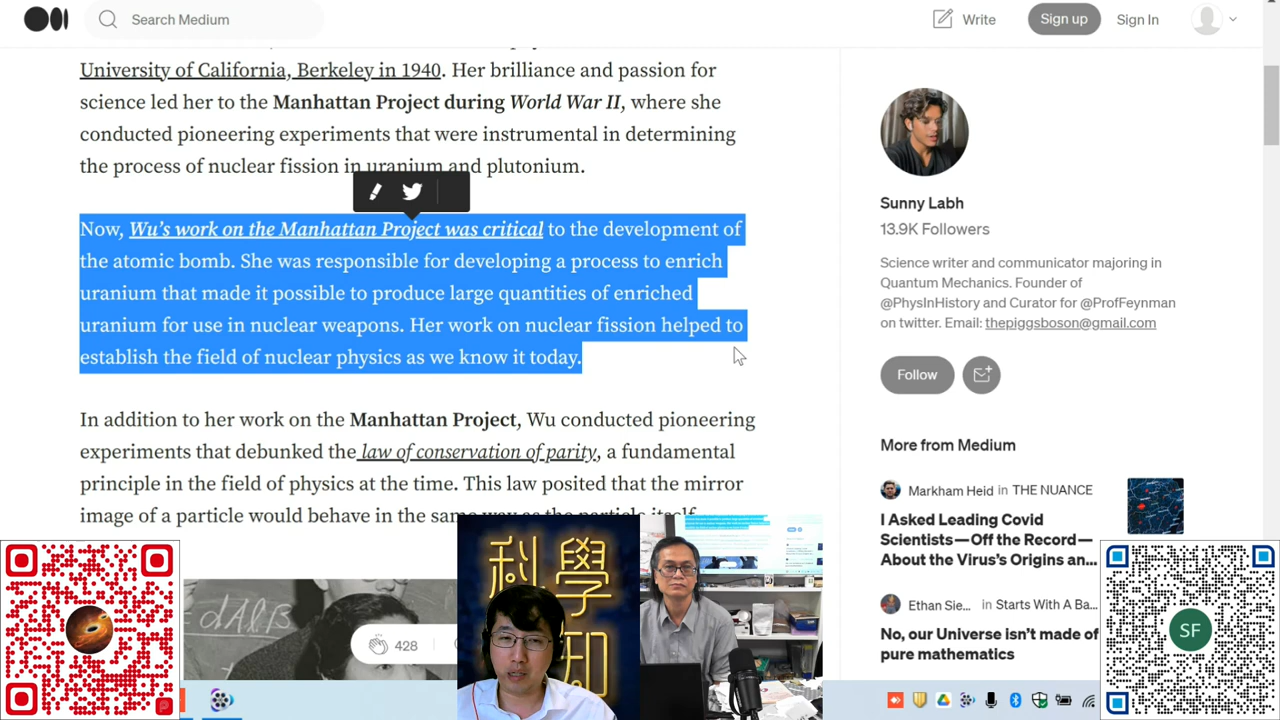 Search Medium
Write
Sign up
Sign In
University of California, Berkeley in 1940. Her brilliance and passion for
science led her to the Manhattan Project during World War II, where she
conducted pioneering experiments that were instrumental in determining
the process of nuclear fission in uranium and plutonium.
Now, Wu's work on the Manhattan Project was critical to the development of
the atomic bomb. She was responsible for developing a process to enrich
uranium that made it possible to produce large quantities of enriched
uranium for use in nuclear weapons. Her work on nuclear fission helped to
establish the field of nuclear physics as we know it today.
In addition to her work on the Manhattan Project, Wu conducted pioneering
experiments that debunked the law of conservation of parity, a fundamental
principle in the field of physics at the time. This law posited that the mirror
image of a particle would behave in the same way as the particle itself.
428
Sunny Labh
13.9K Followers
Science writer and communicator majoring in
Quantum Mechanics. Founder of
@PhysInHistory and Curator for @ProfFeynman
on twitter. Email: thepiggsboson@gmail.com
Follow
More from Medium
Markham Heid in THE NUANCE
I Asked Leading Covid
Scientists—Off the Record—
About the Virus's Origins an...
Ethan Sie... in Starts With A Ba...
No, our Universe isn't made of
pure mathematics
科學
SF